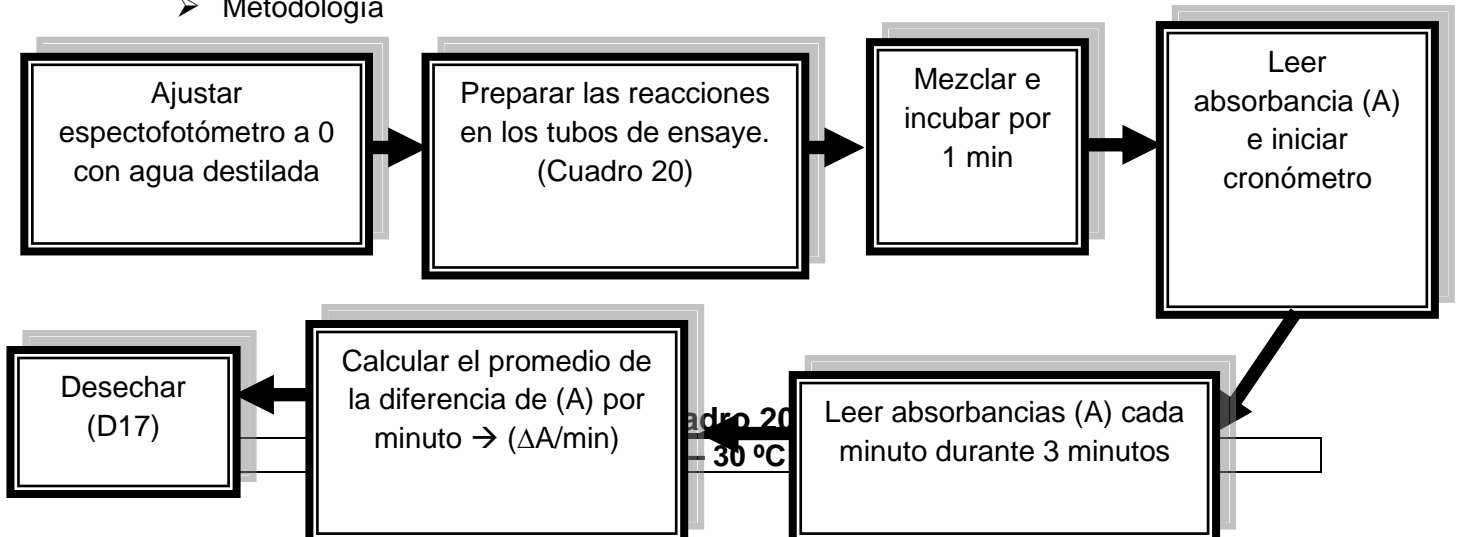 ➢ Metodología
Ajustar
espectofotómetro a 0
con agua destilada
Preparar las reacciones
en los tubos de ensaye.
(Cuadro 20)
Mezclar e
incubar por
1 min
Leer
absorbancia (A)
e iniciar
cronómetro
Leer absorbancias (A) cada
minuto durante 3 minutos
Calcular el promedio de
la diferencia de (A) por
minuto → (∆A/min)
Desechar
(D17)
20
– 30 ºC